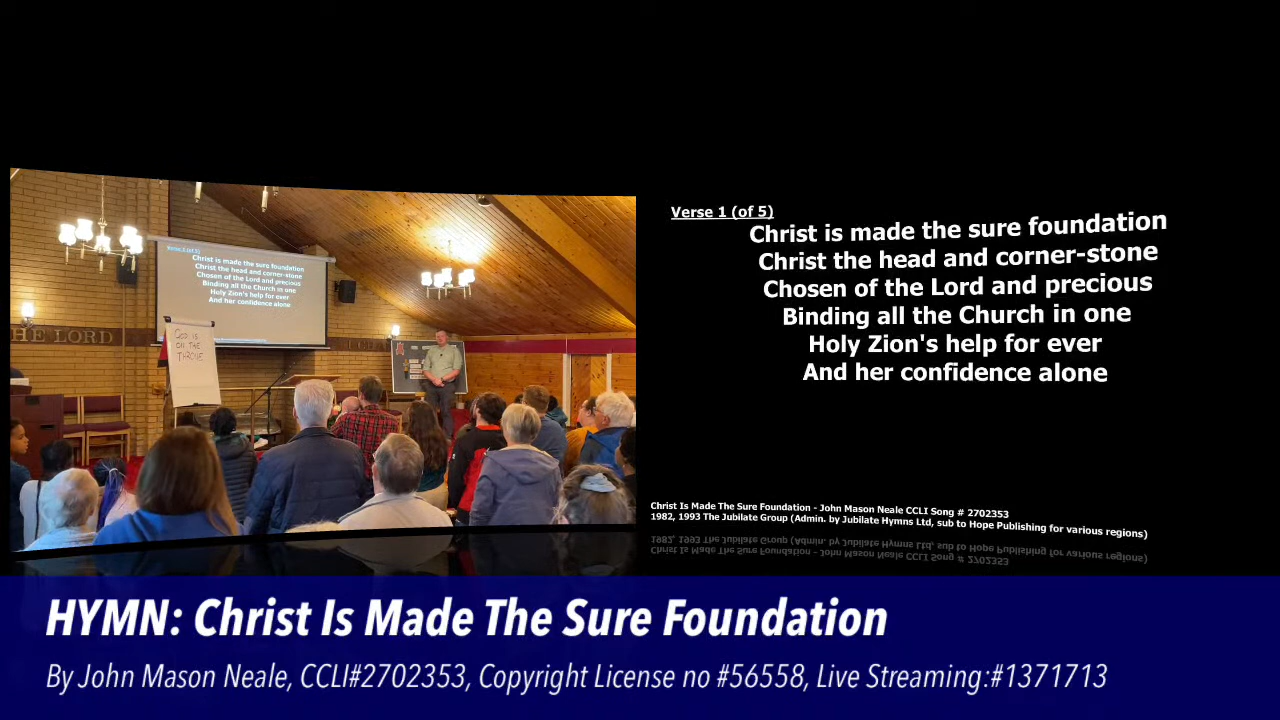 Christ is made the sure foundation
Christ the head and corner-stone
Chosen of the Lord and precious
Binding all the Church in one
Holy Zion's help for ever
And her confidence alone
HE LORD
GOD IS
ON THE
THRONE
Verse 1 (of 5)
Christ is made the sure foundation
Christ the head and corner-stone
Chosen of the Lord and precious
Binding all the Church in one
Holy Zion's help for ever
And her confidence alone
Christ Is Made The Sure Foundation - John Mason Neale CCLI Song # 2702353
1982, 1993 The Jubilate Group (Admin. by Jubilate Hymns Ltd, sub to Hope Publishing for various regions)
HYMN: Christ Is Made The Sure Foundation
By John Mason Neale, CCLI#2702353, Copyright License no #56558, Live Streaming:#1371713